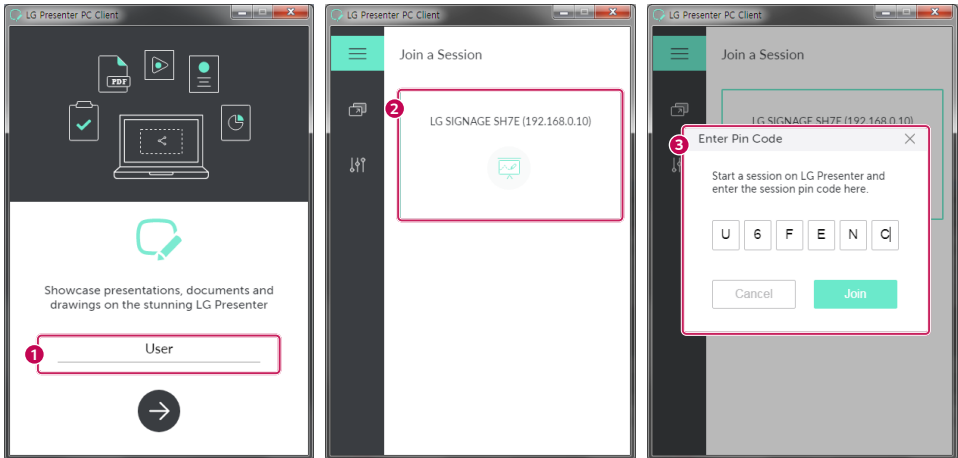 LG Presenter PC Client
PDF
Showcase presentations, documents and
drawings on the stunning LG Presenter
1
User
LG Presenter PC Client
Join a Session
2
LG SIGNAGE SH7E (192.168.0.10)
LG Presenter PC Client
Join a Session
LG SIGNAGE SH7E (192.168.0.10)
3
Enter Pin Code
Start a session on LG Presenter and
enter the session pin code here.
U 6 F E N C
Cancel Join